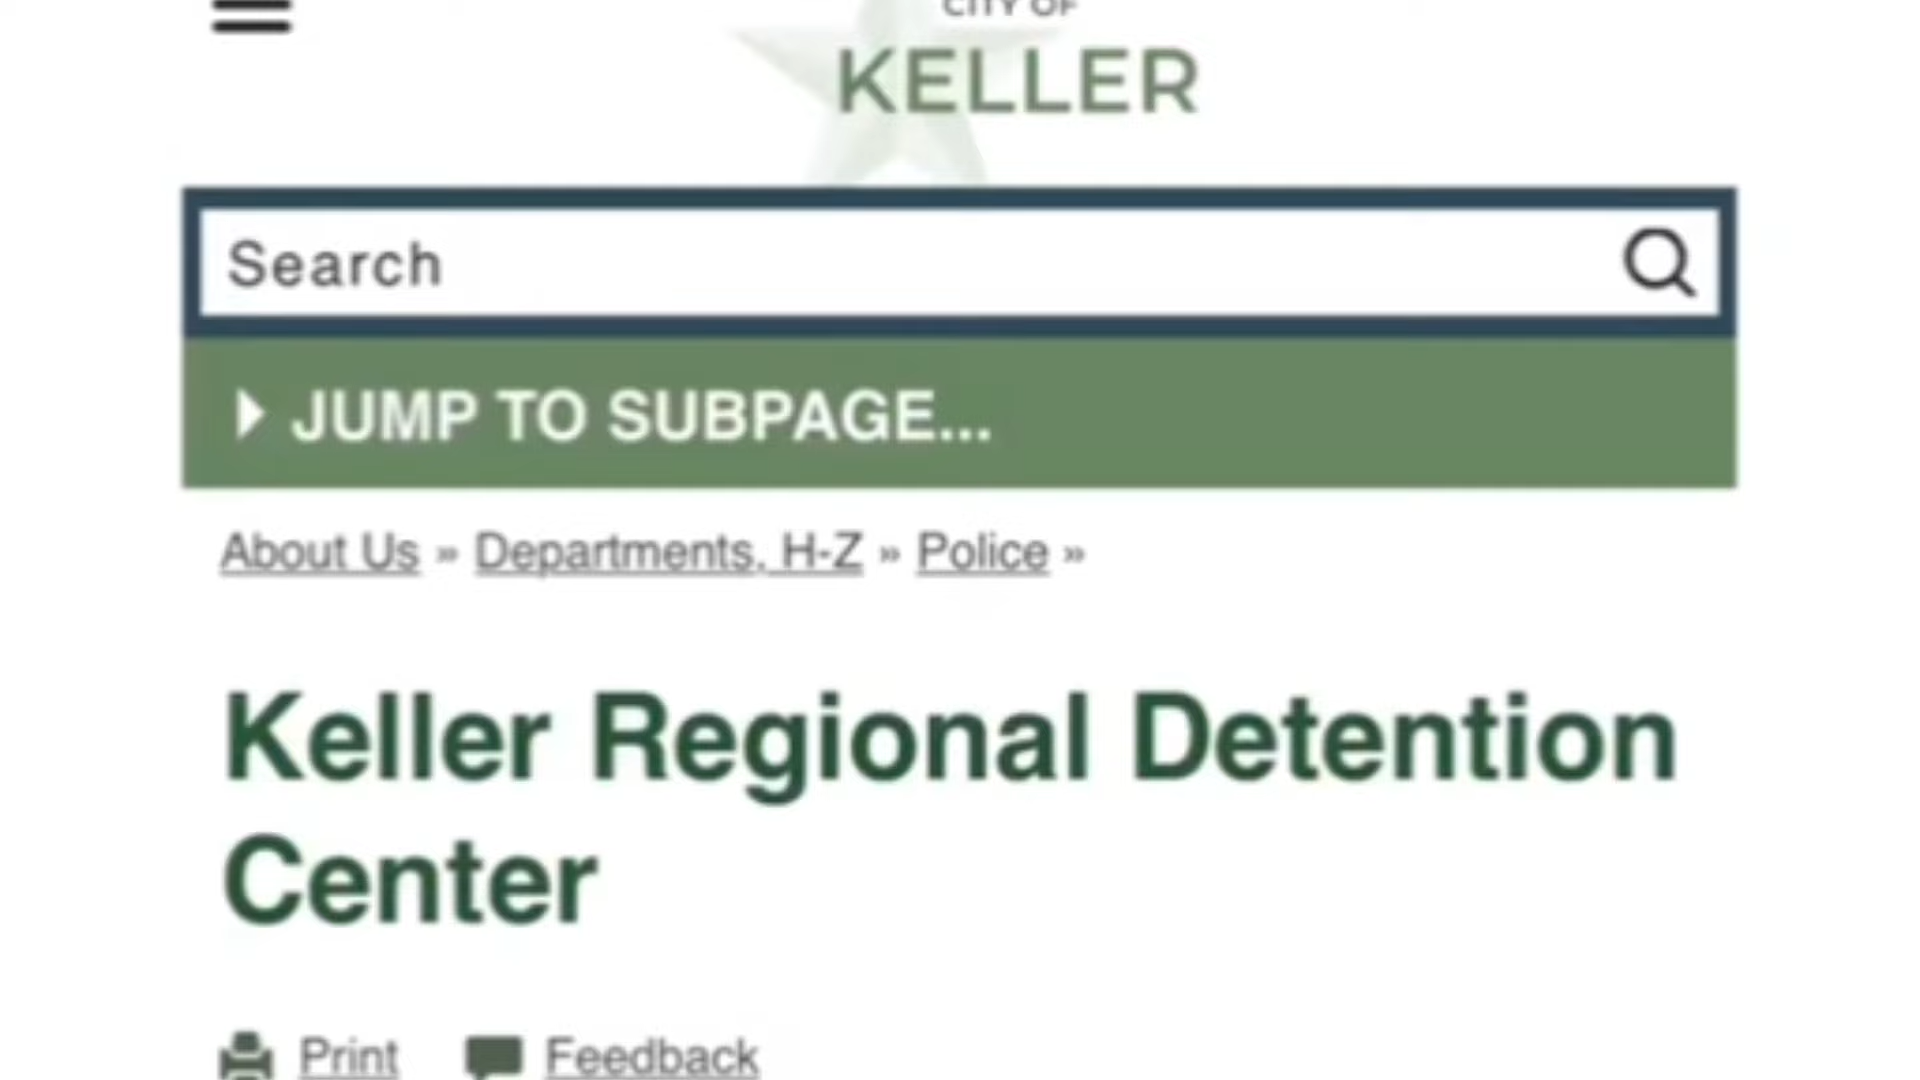 CITY OF
KELLER
Search
JUMP TO SUBPAGE...
About Us » Departments, H-Z » Police »
Keller Regional Detention
Center
Print Feedback